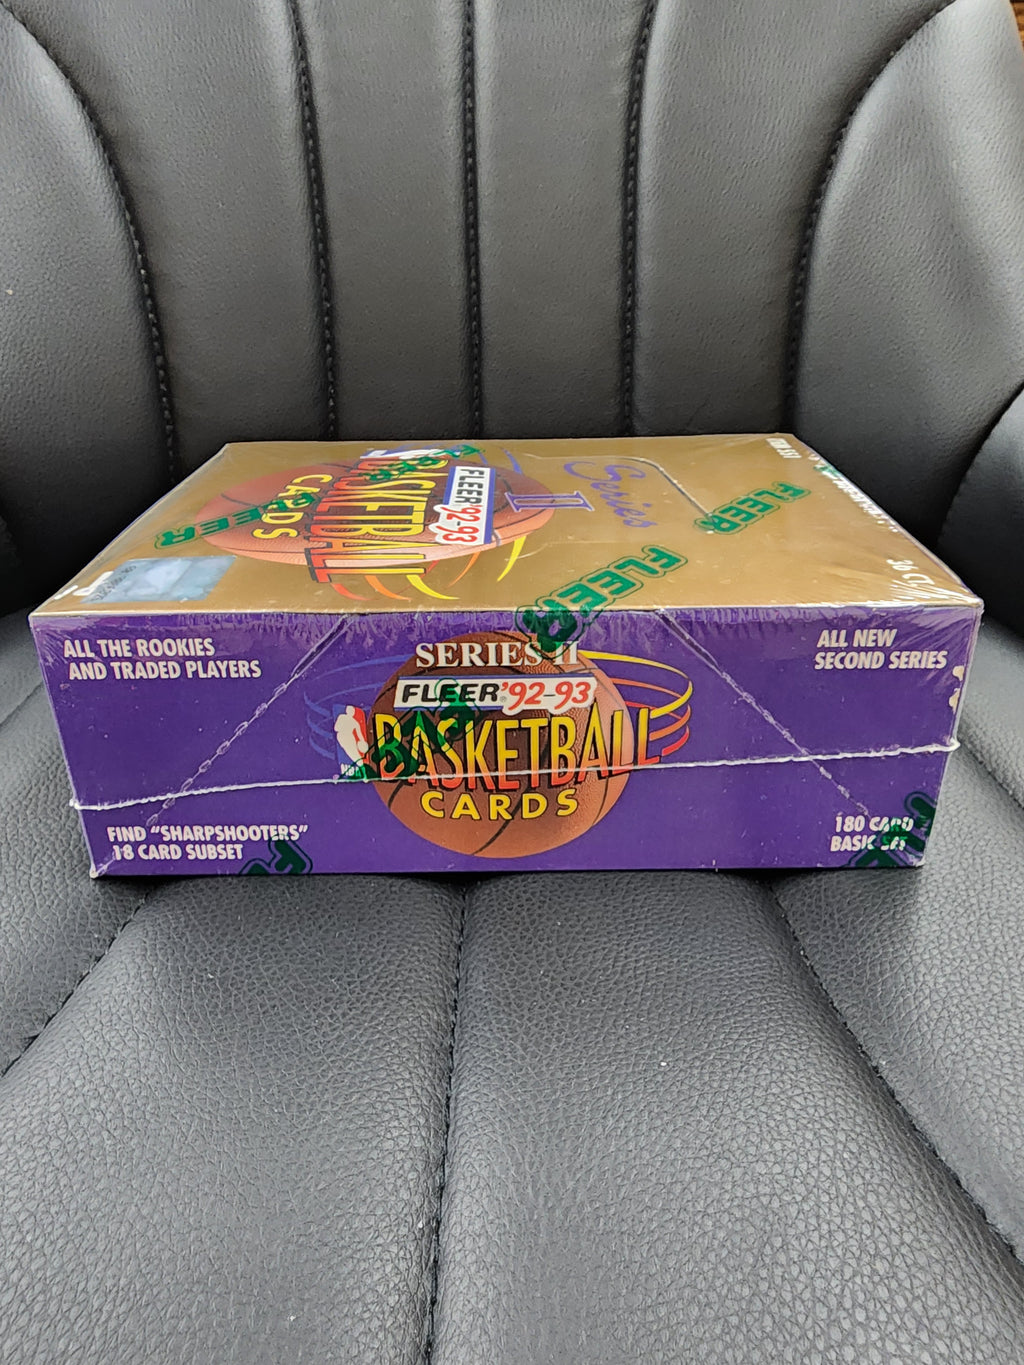 Series
II
FLEER '92-93
BASKETBALL
CARDS
FLEER
FLEER
FLEER
ALL THE ROOKIES
AND TRADED PLAYERS
ALL NEW
SECOND SERIES
SERIES II
FLEER '92-93
BASKETBALL
CARDS
FIND "SHARPSHOOTERS"
18 CARD SUBSET
180 CARD
BASIC SET